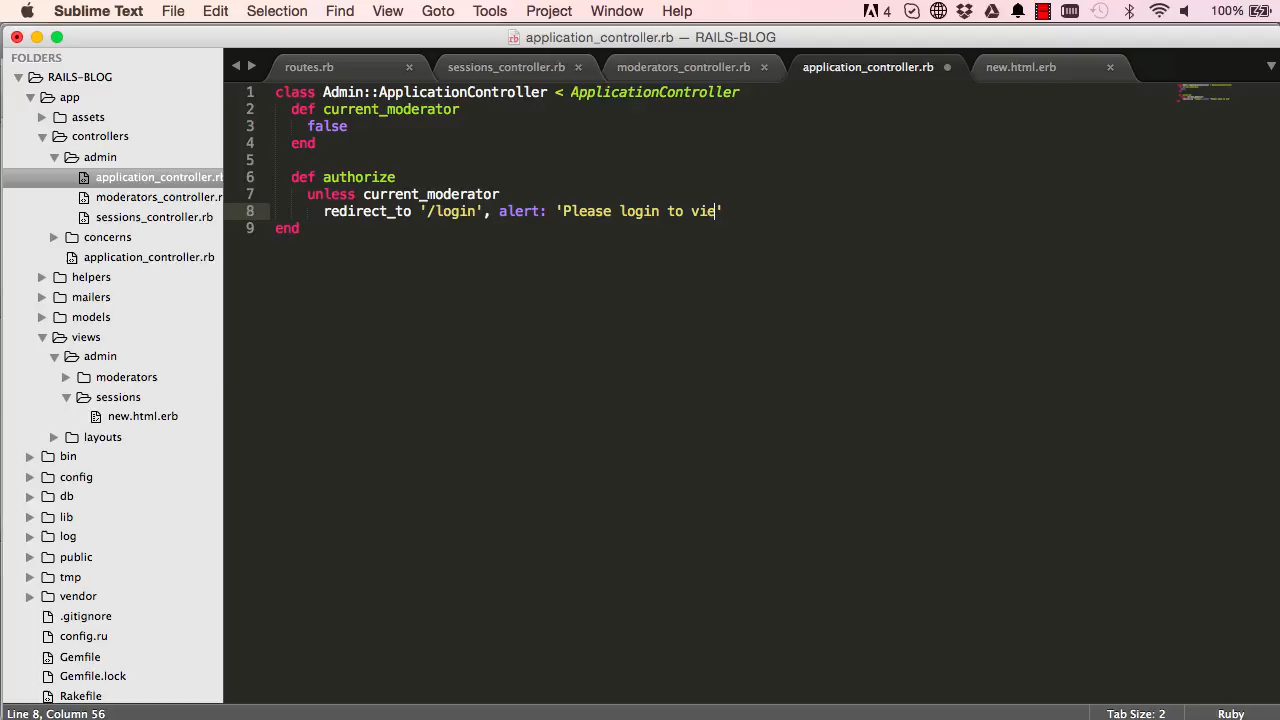 Sublime Text File Edit Selection Find View Goto Tools Project Window Help 4 100%
application_controller.rb — RAILS-BLOG
FOLDERS
RAILS-BLOG
app
assets
controllers
admin
application_controller.rb
moderators_controller.r
sessions_controller.rb
concerns
application_controller.rb
helpers
mailers
models
views
admin
moderators
sessions
new.html.erb
layouts
bin
config
db
lib
log
public
tmp
vendor
.gitignore
config.ru
Gemfile
Gemfile.lock
Rakefile
routes.rb sessions_controller.rb moderators_controller.rb application_controller.rb new.html.erb
1 class Admin::ApplicationController < ApplicationController
2 def current_moderator
3 false
4 end
5
6 def authorize
7 unless current_moderator
8 redirect_to '/login', alert: 'Please login to vie'
9 end
Line 8, Column 56 Tab Size: 2 Ruby